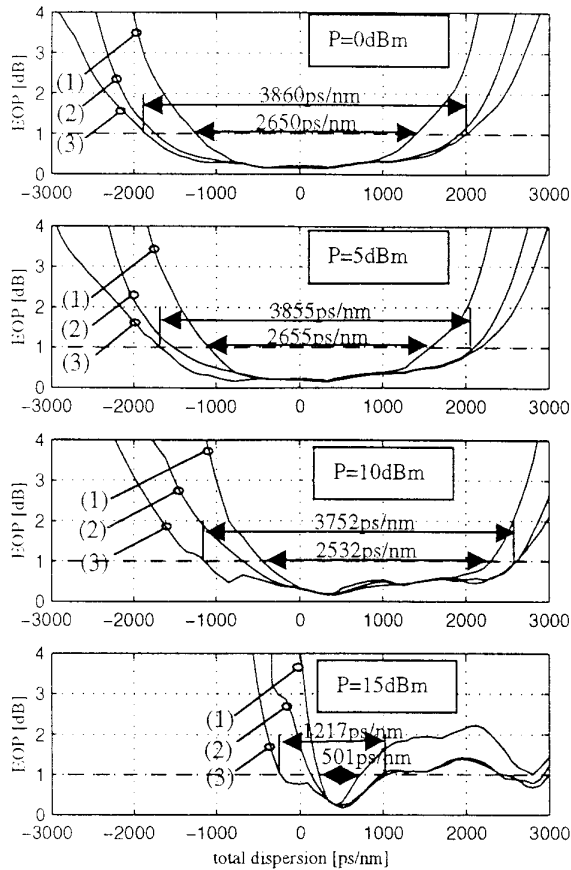 4
3
2
1
0
EOP [dB]
P=0dBm
(1)
(2)
(3)
3860ps/nm
2650ps/nm
−3000 −2000 −1000 0 1000 2000 3000
4
3
2
1
0
EOP [dB]
P=5dBm
(1)
(2)
(3)
3855ps/nm
2655ps/nm
−3000 −2000 −1000 0 1000 2000 3000
4
3
2
1
0
EOP [dB]
P=10dBm
(1)
(2)
(3)
3752ps/nm
2532ps/nm
−3000 −2000 −1000 0 1000 2000 3000
4
3
2
1
0
EOP [dB]
P=15dBm
(1)
(2)
(3)
1217ps/nm
501ps/nm
−3000 −2000 −1000 0 1000 2000 3000
total dispersion [ps/nm]